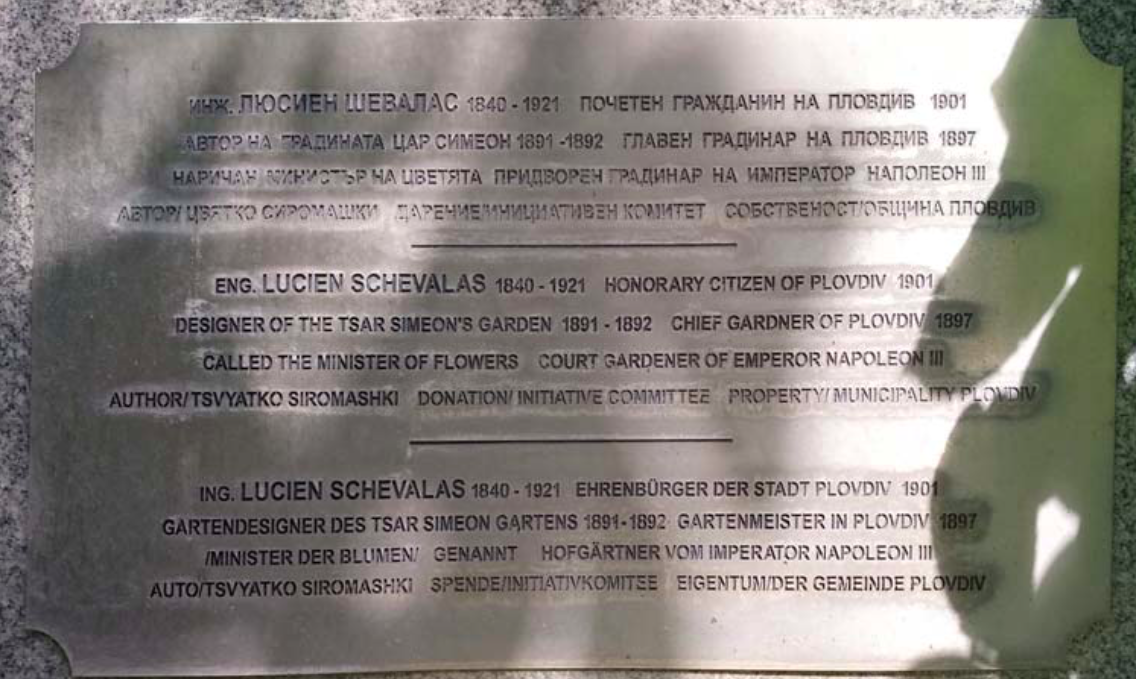 ИНЖ. ЛЮСИЕН ШЕВАЛАС 1840 - 1921 ПОЧЕТЕН ГРАЖДАНИН НА ПЛОВДИВ 1901
АВТОР НА ГРАДИНАТА ЦАР СИМЕОН 1891 -1892 ГЛАВЕН ГРАДИНАР НА ПЛОВДИВ 1897
НАРИЧАН МИНИСТЪР НА ЦВЕТЯТА ПРИДВОРЕН ГРАДИНАР НА ИМПЕРАТОР НАПОЛЕОН III
АВТОР/ ЦВЯТКО СИРОМАШКИ ДАРЕНИЕ/ИНИЦИАТИВЕН КОМИТЕТ СОБСТВЕНОСТ/ОБЩИНА ПЛОВДИВ
ENG. LUCIEN SCHEVALAS 1840 - 1921 HONORARY CITIZEN OF PLOVDIV 1901
DESIGNER OF THE TSAR SIMEON'S GARDEN 1891 - 1892 CHIEF GARDNER OF PLOVDIV 1897
CALLED THE MINISTER OF FLOWERS COURT GARDENER OF EMPEROR NAPOLEON III
AUTHOR/ TSVYATKO SIROMASHKI DONATION/ INITIATIVE COMMITTEE PROPERTY/ MUNICIPALITY PLOVDIV
ING. LUCIEN SCHEVALAS 1840 - 1921 EHRENBÜRGER DER STADT PLOVDIV 1901
GARTENDESIGNER DES TSAR SIMEON GARTENS 1891-1892 GARTENMEISTER IN PLOVDIV 1897
/MINISTER DER BLUMEN/ GENANNT HOFGÄRTNER VOM IMPERATOR NAPOLEON III
AUTO/TSVYATKO SIROMASHKI SPENDE/INITIATIVKOMITEE EIGENTUM/DER GEMEINDE PLOVDIV